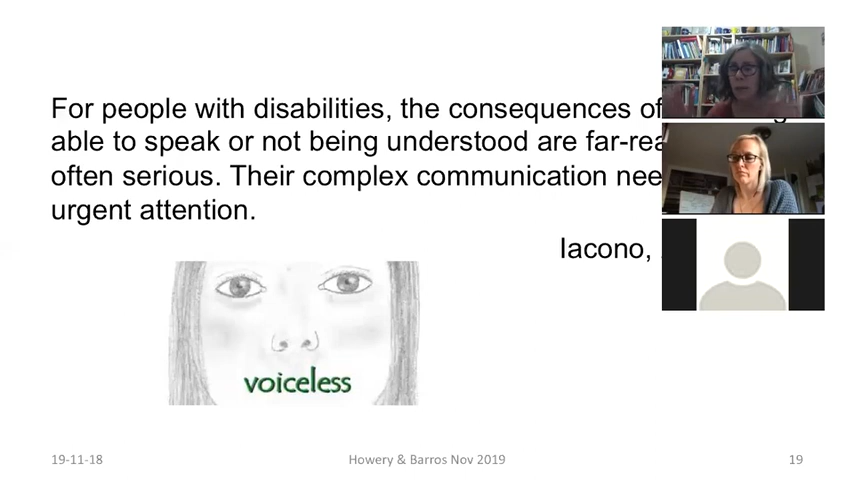 For people with disabilities, the consequences of
able to speak or not being understood are far-rea
often serious. Their complex communication nee
urgent attention.
Iacono,
voiceless
19-11-18
Howery & Barros Nov 2019
19